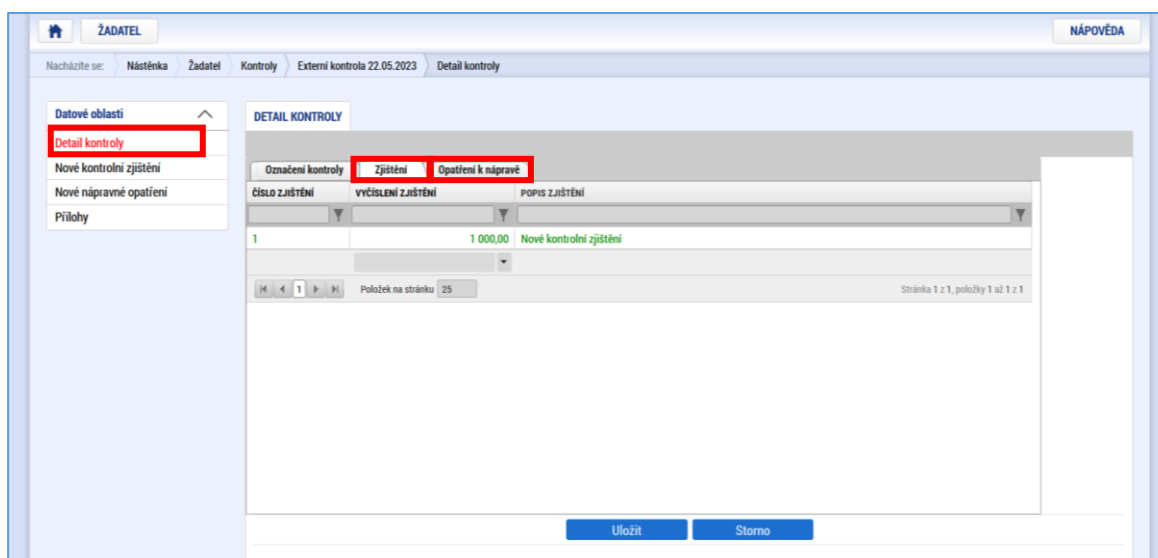 ŽADATEL NÁPOVĚDA
Nacházíte se: Nástěnka Žadatel Kontroly Externí kontrola 22.05.2023 Detail kontroly
Datové oblasti
Detail kontroly
Nové kontrolní zjištění
Nové nápravné opatření
Přílohy
DETAIL KONTROLY
Označení kontroly Zjištění Opatření k nápravě
ČÍSLO ZJIŠTĚNÍ VYČÍSLENÍ ZJIŠTĚNÍ POPIS ZJIŠTĚNÍ
1 1 000,00 Nové kontrolní zjištění
1 Položek na stránku 25 Stránka 1 z 1, položky 1 až 1 z 1
Uložit Storno